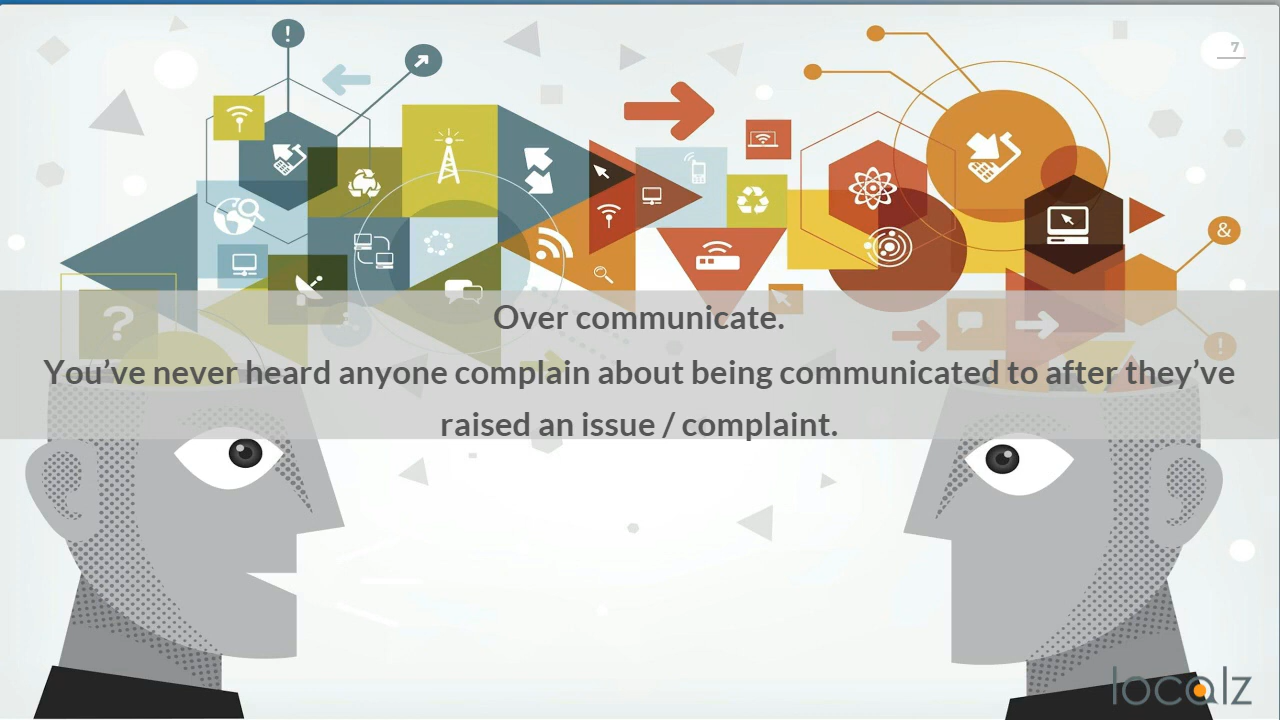 7
!
&
?
Over communicate.
You’ve never heard anyone complain about being communicated to after they’ve
raised an issue / complaint.
!
localz